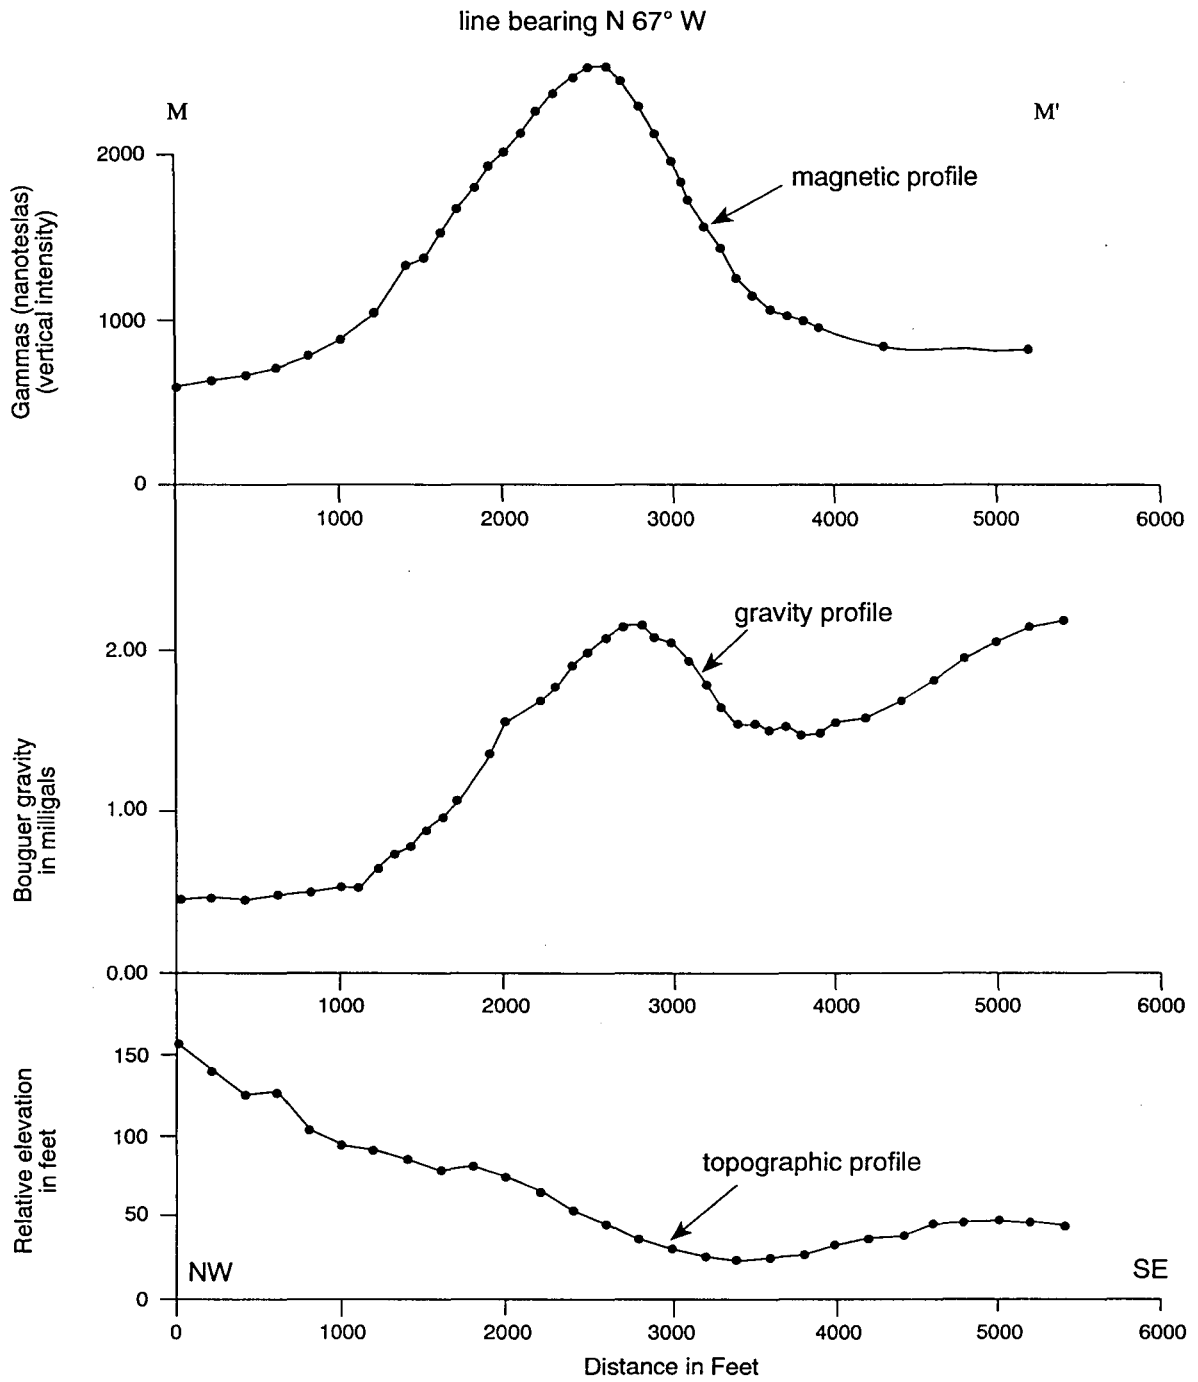 line bearing N 67° W
M
M'
2000
magnetic profile
Gammas (nanoteslas)
(vertical intensity)
1000
0
1000
2000
3000
4000
5000
6000
gravity profile
2.00
Bouguer gravity
in milligals
1.00
0.00
1000
2000
3000
4000
5000
6000
150
Relative elevation
in feet
100
topographic profile
50
NW
SE
0
0
1000
2000
3000
4000
5000
6000
Distance in Feet